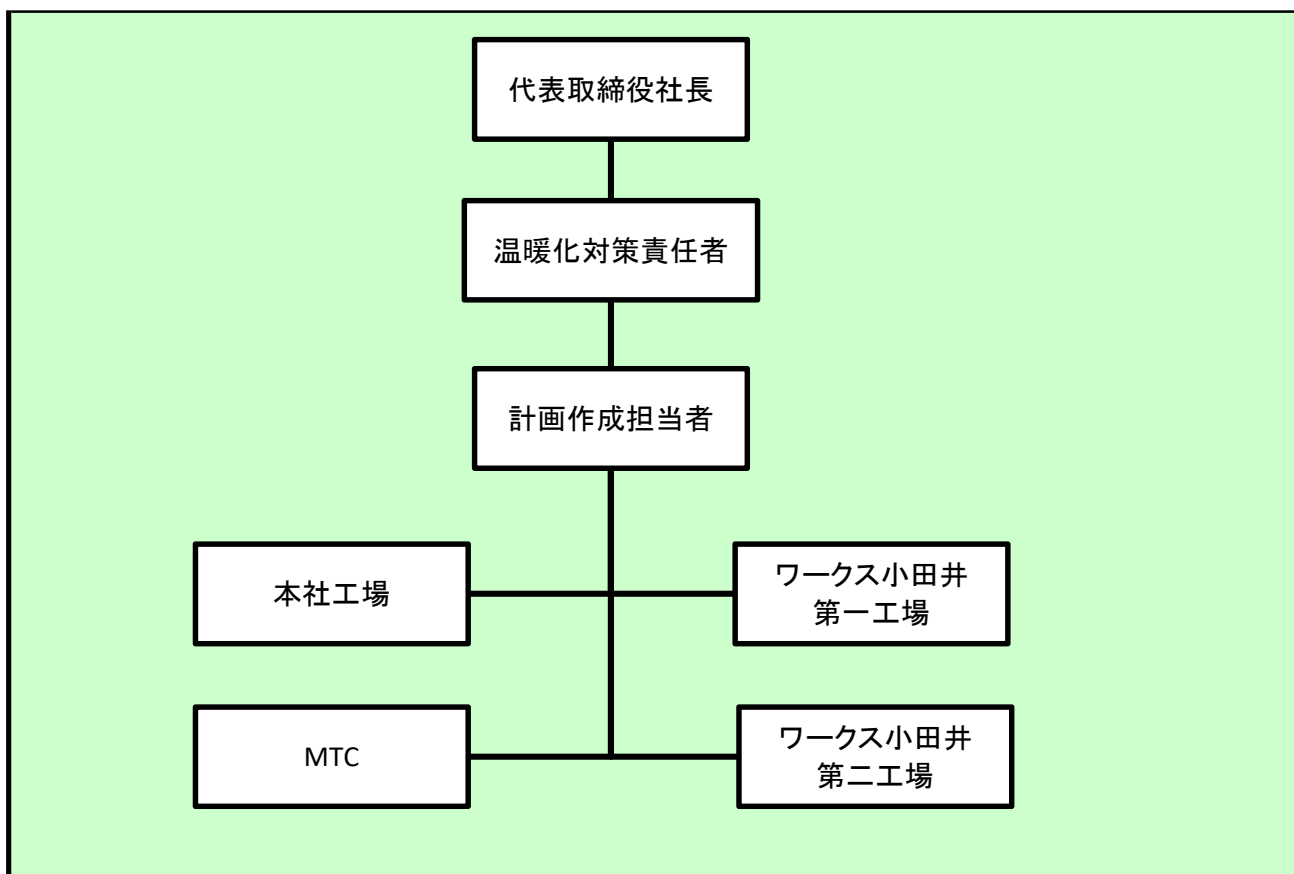 代表取締役社長
温暖化対策責任者
計画作成担当者
本社工場
ワークス小田井
第一工場
MTC
ワークス小田井
第二工場